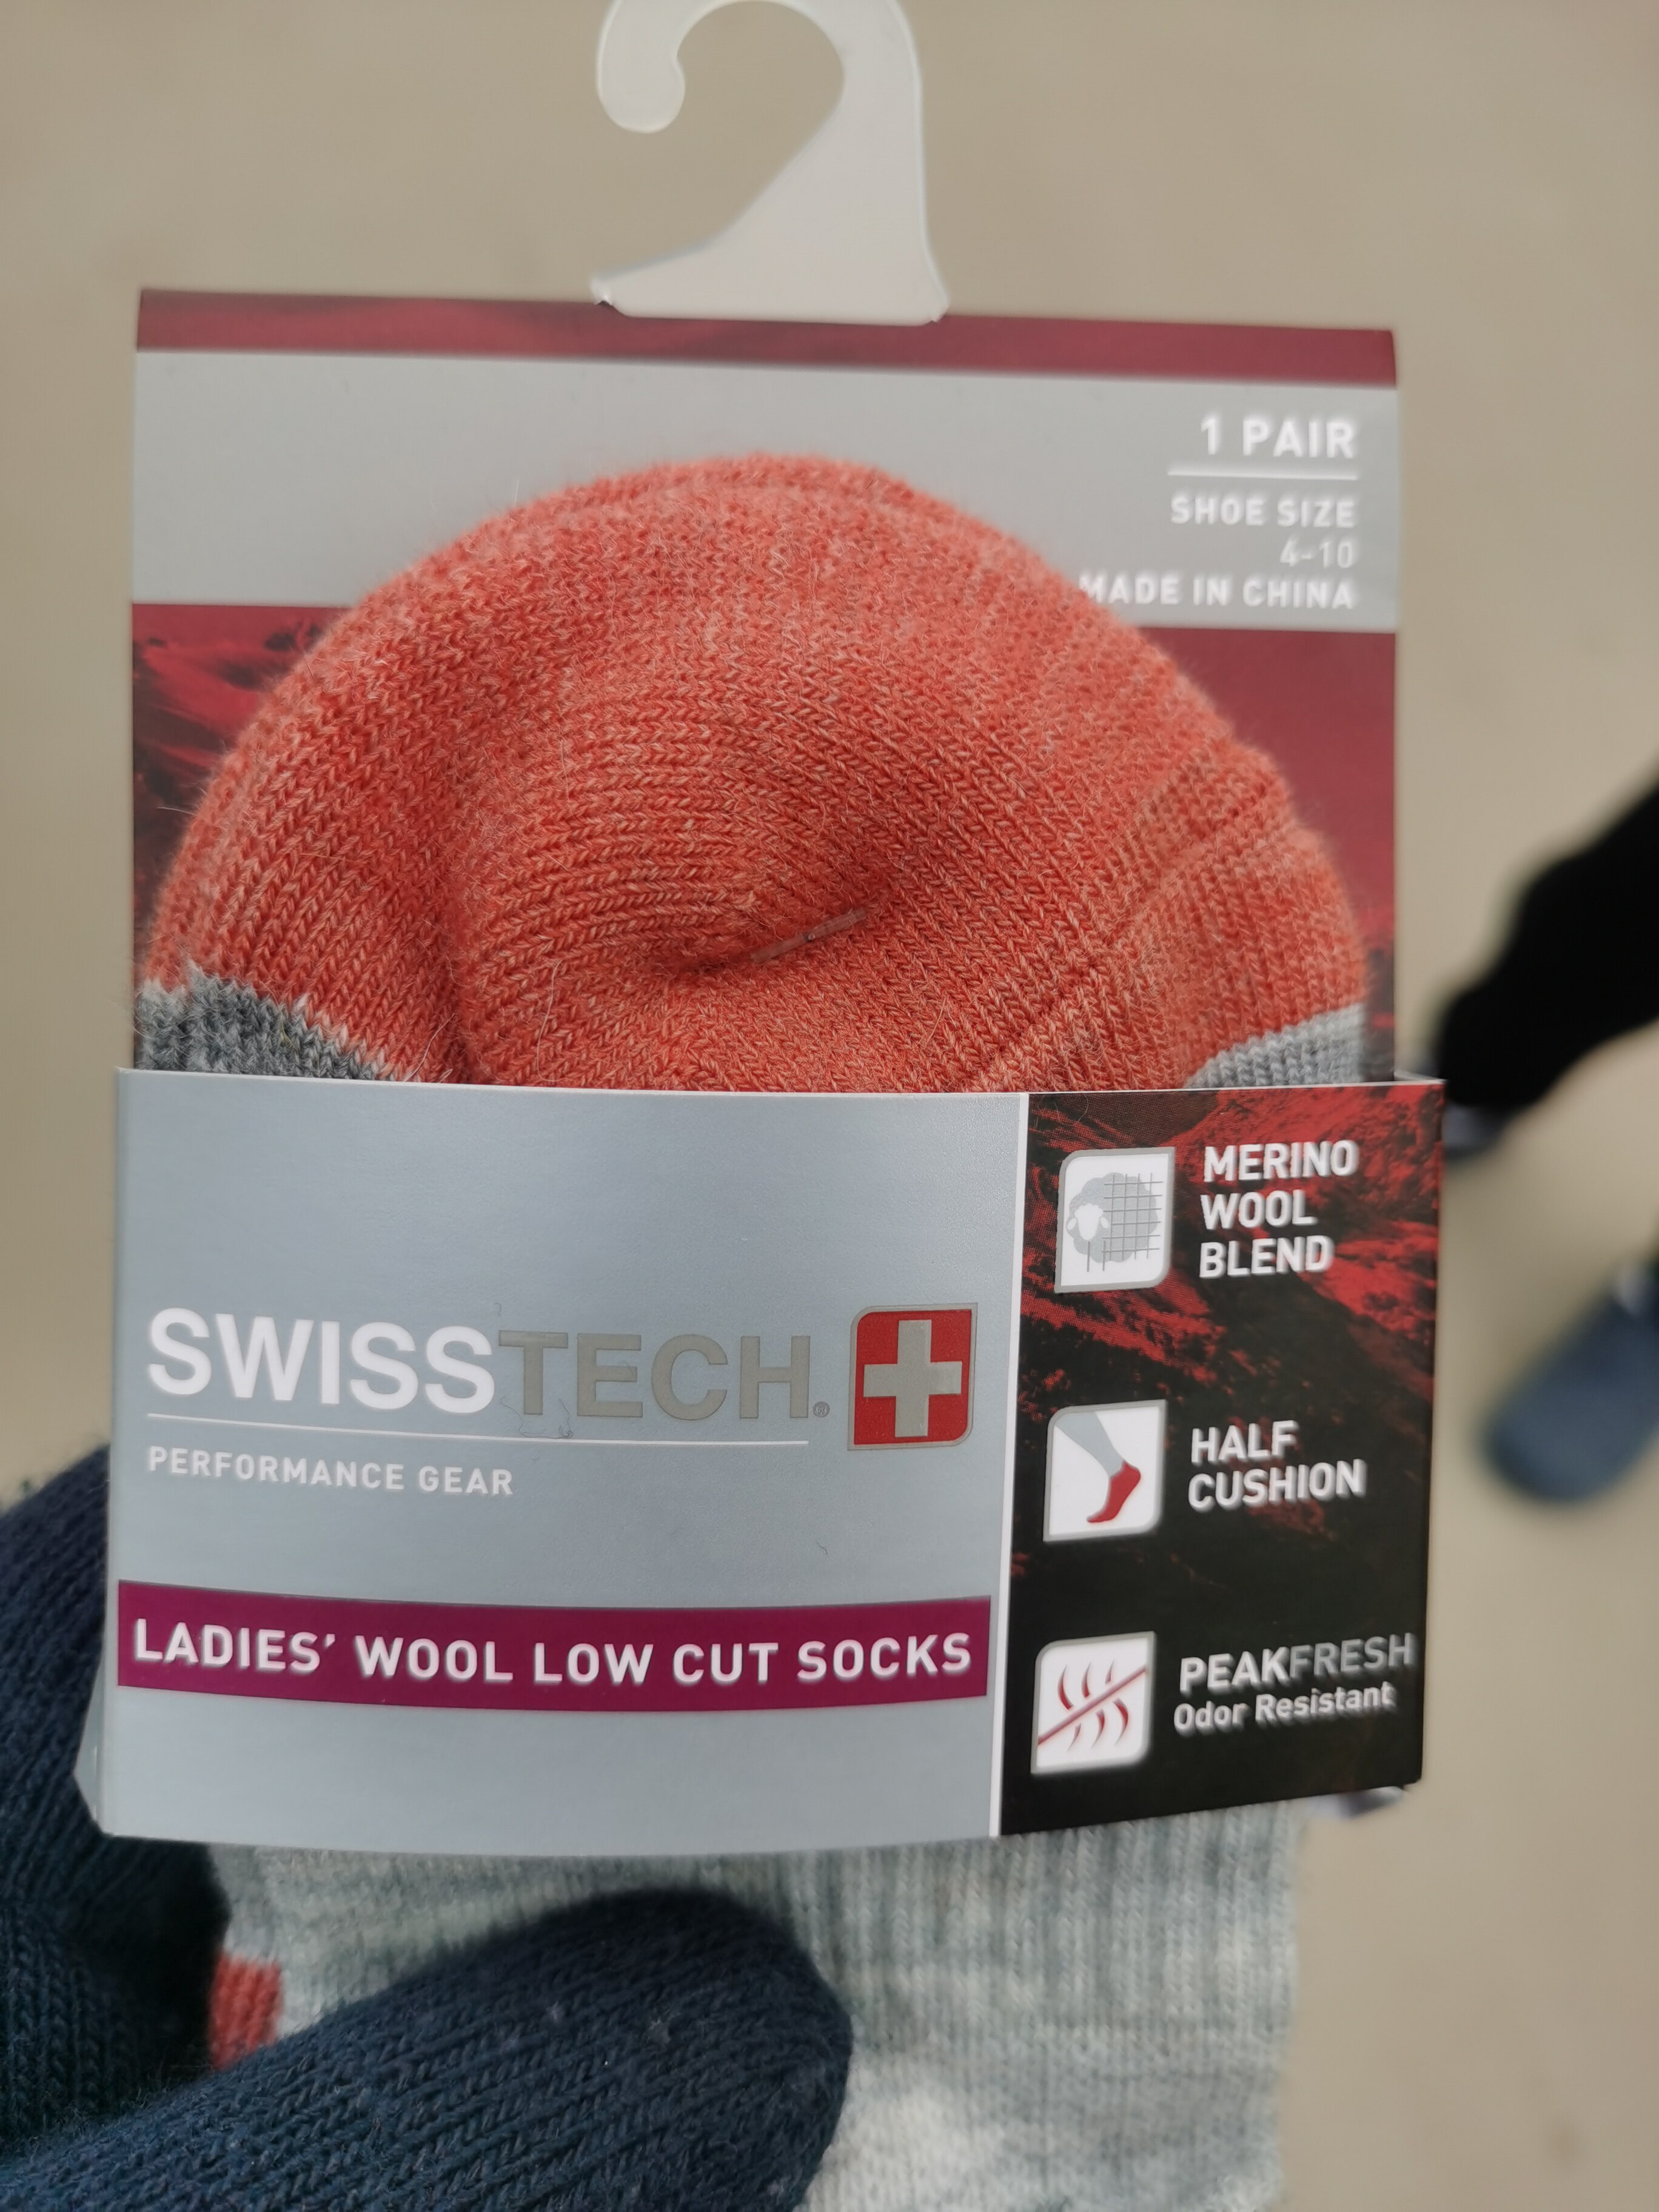 1 PAIR
SHOE SIZE
4-10
MADE IN CHINA
SWISSTECH®
PERFORMANCE GEAR
LADIES' WOOL LOW CUT SOCKS
MERINO
WOOL
BLEND
HALF
CUSHION
PEAKFRESH
Odor Resistant